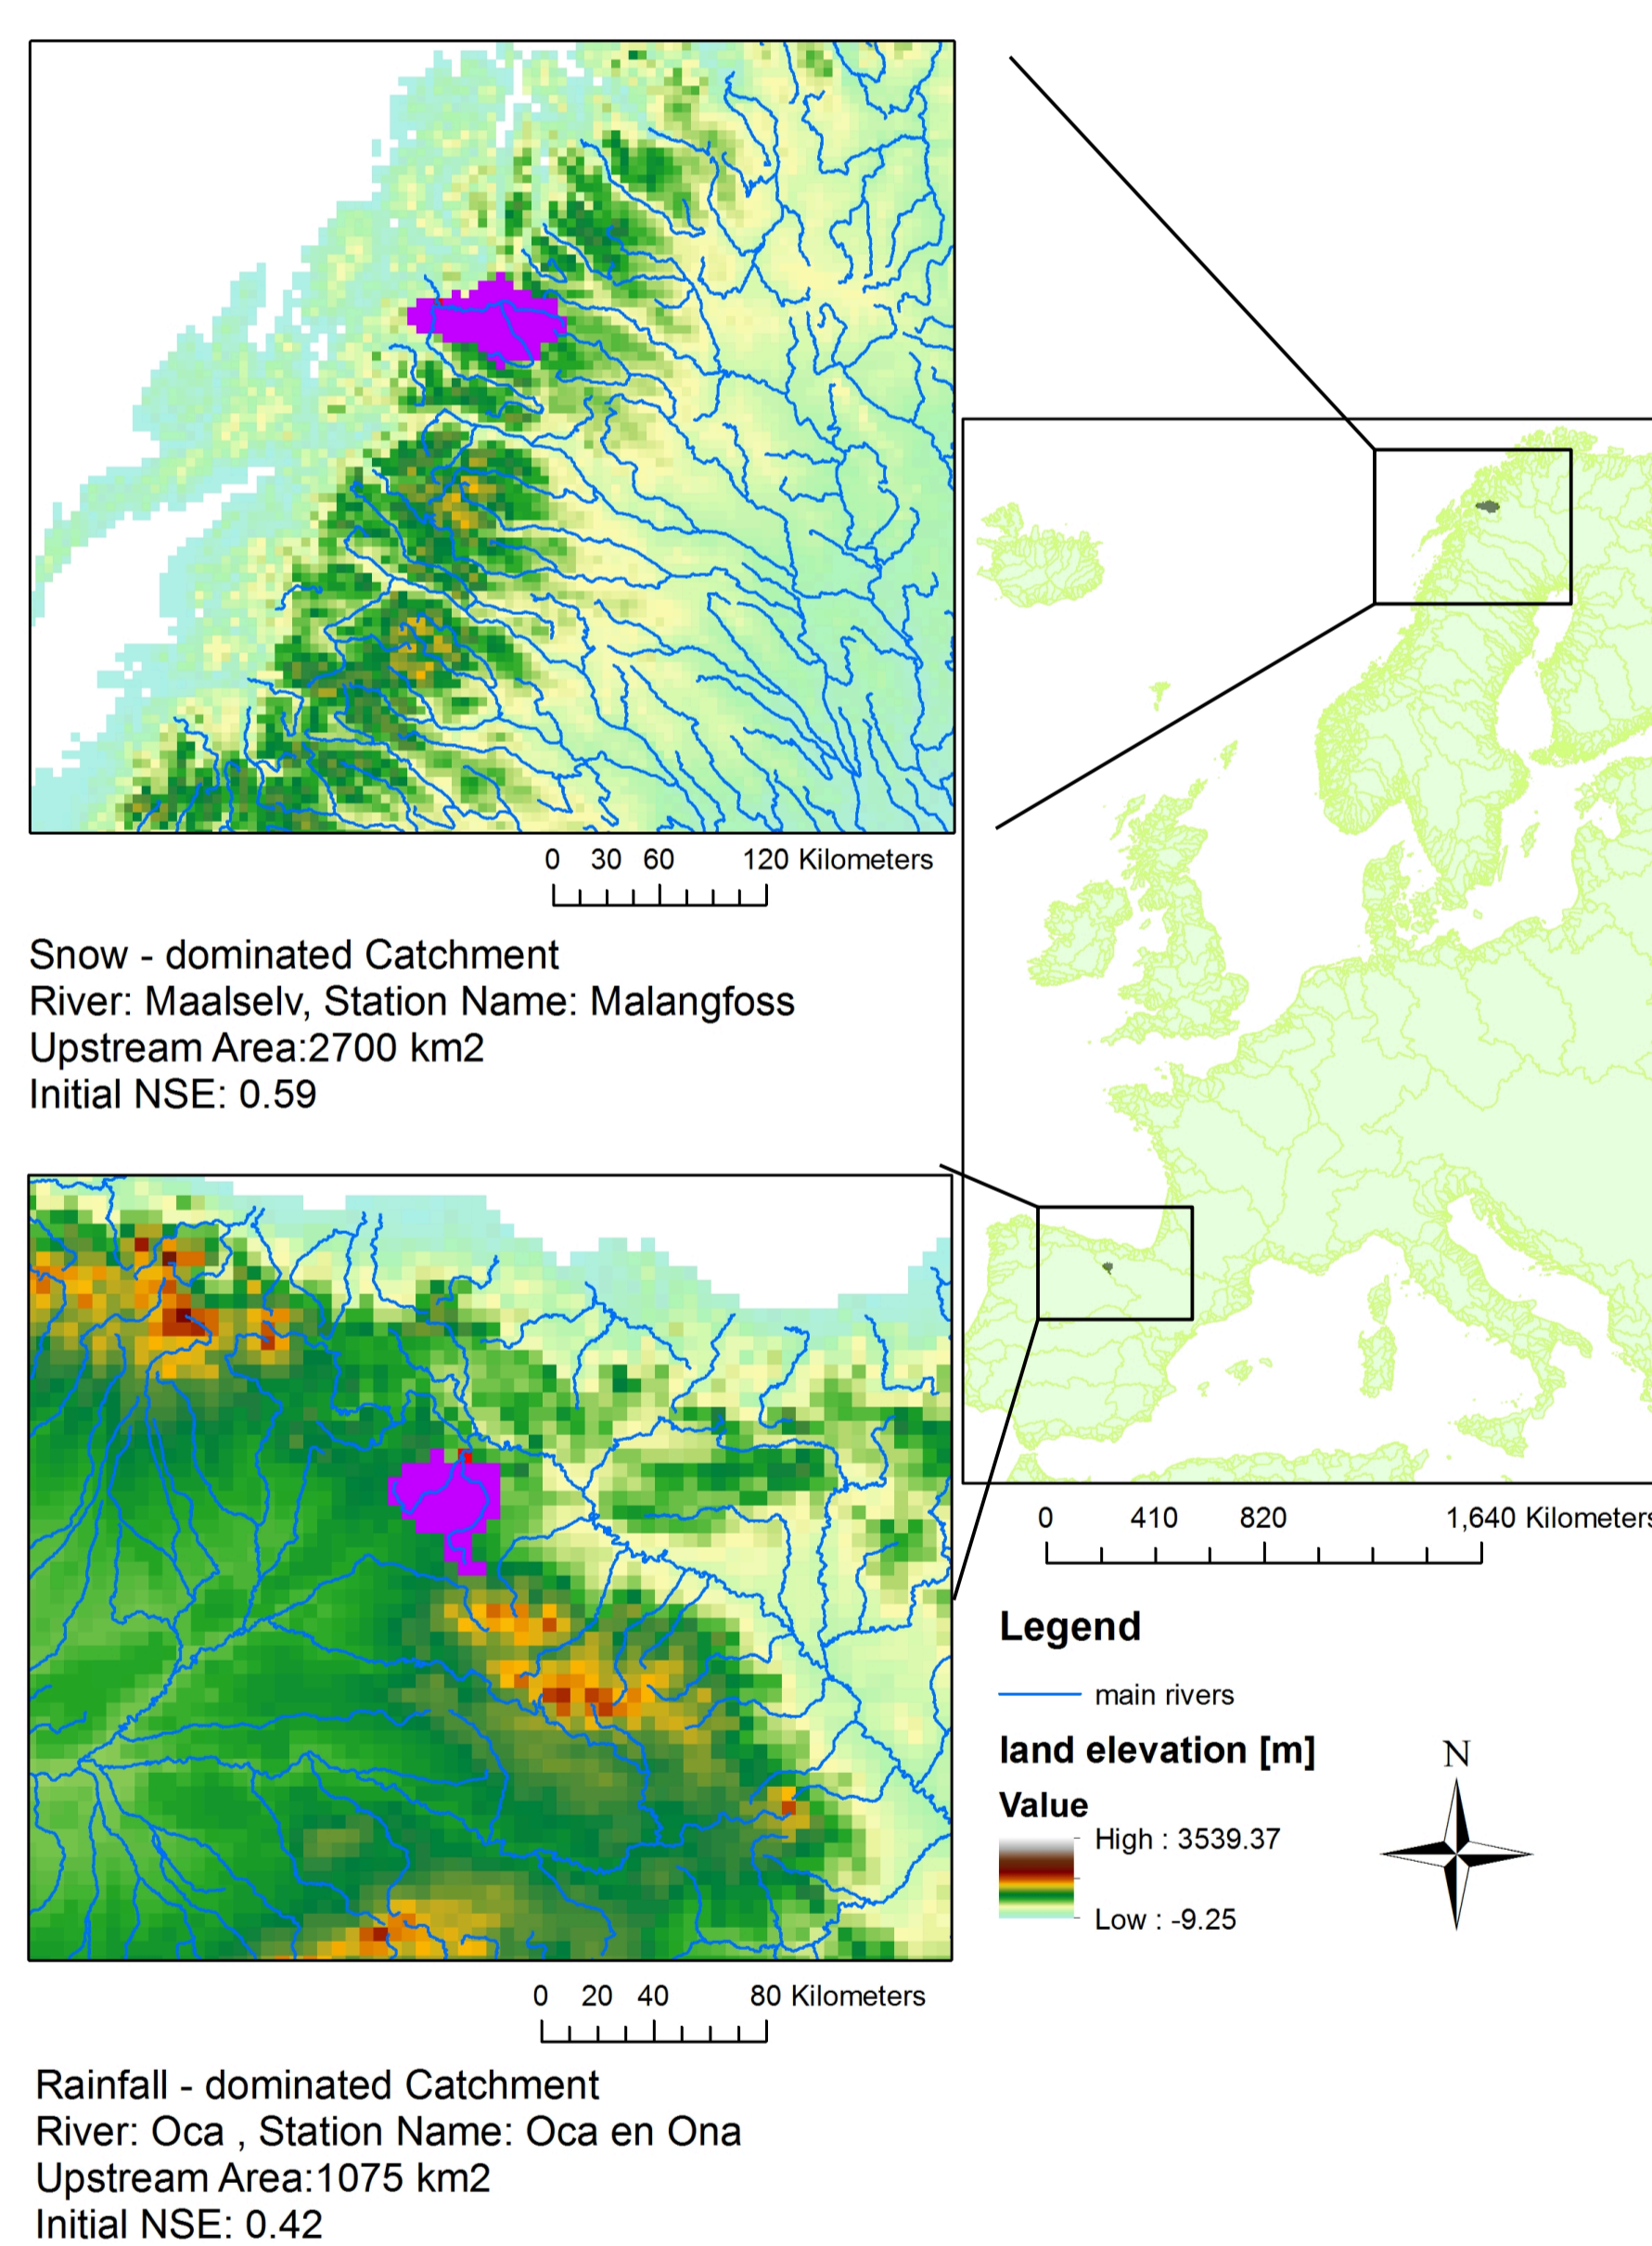 0 30 60 120 Kilometers
Snow - dominated Catchment
River: Maalselv, Station Name: Malangfoss
Upstream Area:2700 km2
Initial NSE: 0.59
0 410 820 1,640 Kilometers
Legend
main rivers
land elevation [m]
Value
High : 3539.37
Low : -9.25
N
0 20 40 80 Kilometers
Rainfall - dominated Catchment
River: Oca , Station Name: Oca en Ona
Upstream Area:1075 km2
Initial NSE: 0.42